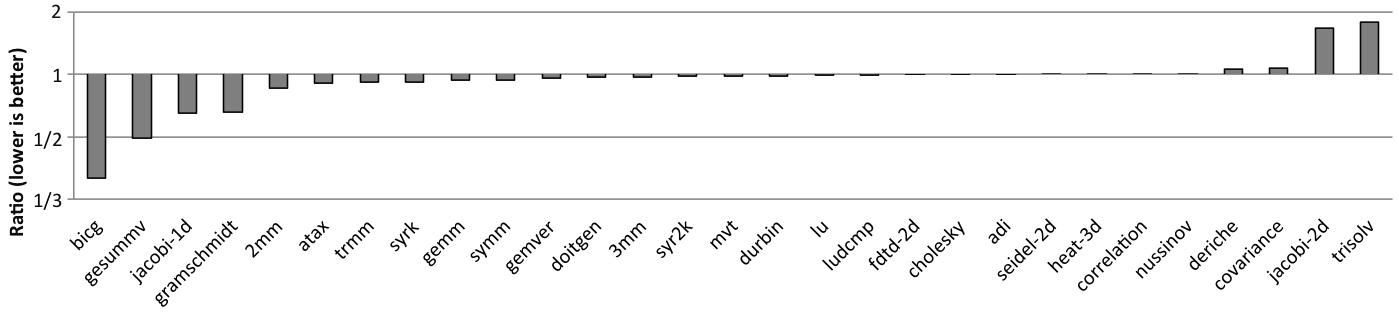 Ratio (lower is better)
2
1
1/2
1/3
bicg
gesummv
jacobi-1d
gramschmidt
2mm
atax
trmm
syrk
gemm
symm
gemver
doitgen
3mm
syr2k
mvt
durbin
lu
ludcmp
fdtd-2d
cholesky
adi
seidel-2d
heat-3d
correlation
nussinov
deriche
covariance
jacobi-2d
trisolv